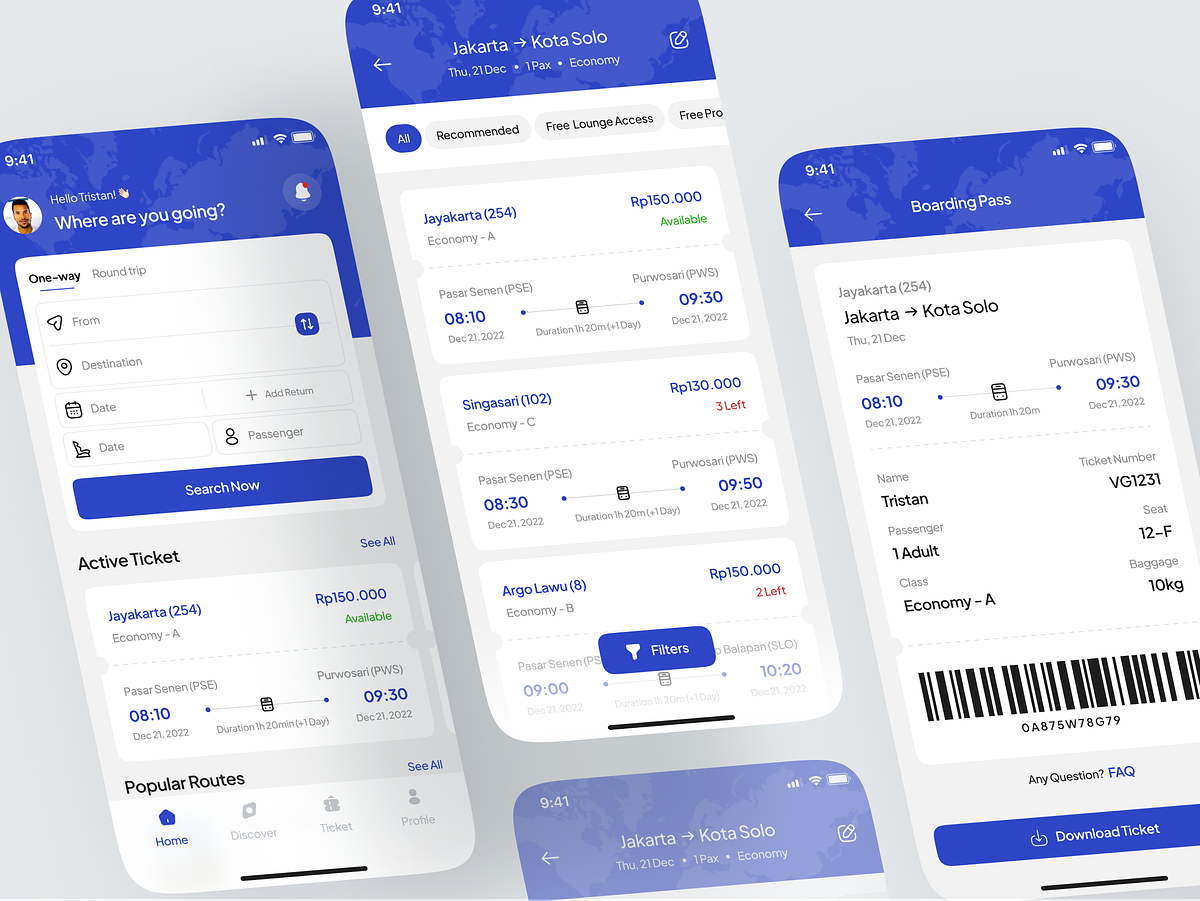 9:41
Hello Tristan! 👋🏻
Where are you going?
One-way Round trip
From
Destination
Date Add Return
Date Passenger
Search Now
Active Ticket See All
Jayakarta (254) Rp150.000
Economy - A Available
Pasar Senen (PSE) Purwosari (PWS)
08:10 09:30
Dec 21, 2022 Duration 1h 20min (+1 Day) Dec 21, 2022
Popular Routes See All
Home Discover Ticket Profile
9:41
Jakarta → Kota Solo
Thu, 21 Dec • 1 Pax • Economy
All Recommended Free Lounge Access Free Pro
Jayakarta (254) Rp150.000
Economy - A Available
Pasar Senen (PSE) Purwosari (PWS)
08:10 09:30
Dec 21, 2022 Duration 1h 20m (+1 Day) Dec 21, 2022
Singasari (102) Rp130.000
Economy - C 3 Left
Pasar Senen (PSE) Purwosari (PWS)
08:30 09:50
Dec 21, 2022 Duration 1h 20m (+1 Day) Dec 21, 2022
Argo Lawu (8) Rp150.000
Economy - B 2 Left
Filters
Pasar Senen (PS o Balapan (SLO)
09:00 10:20
Dec 21, 2022 Duration 1h 20m (+1 Day) Dec 21, 2022
9:41
Jakarta → Kota Solo
Thu, 21 Dec • 1 Pax • Economy
9:41
Boarding Pass
Jayakarta (254)
Jakarta → Kota Solo
Thu, 21 Dec
Pasar Senen (PSE) Purwosari (PWS)
08:10 09:30
Dec 21, 2022 Duration 1h 20m Dec 21, 2022
Name Ticket Number
Tristan VG1231
Passenger Seat
1 Adult 12-F
Class Baggage
Economy - A 10kg
0A875W78G79
Any Question? FAQ
Download Ticket